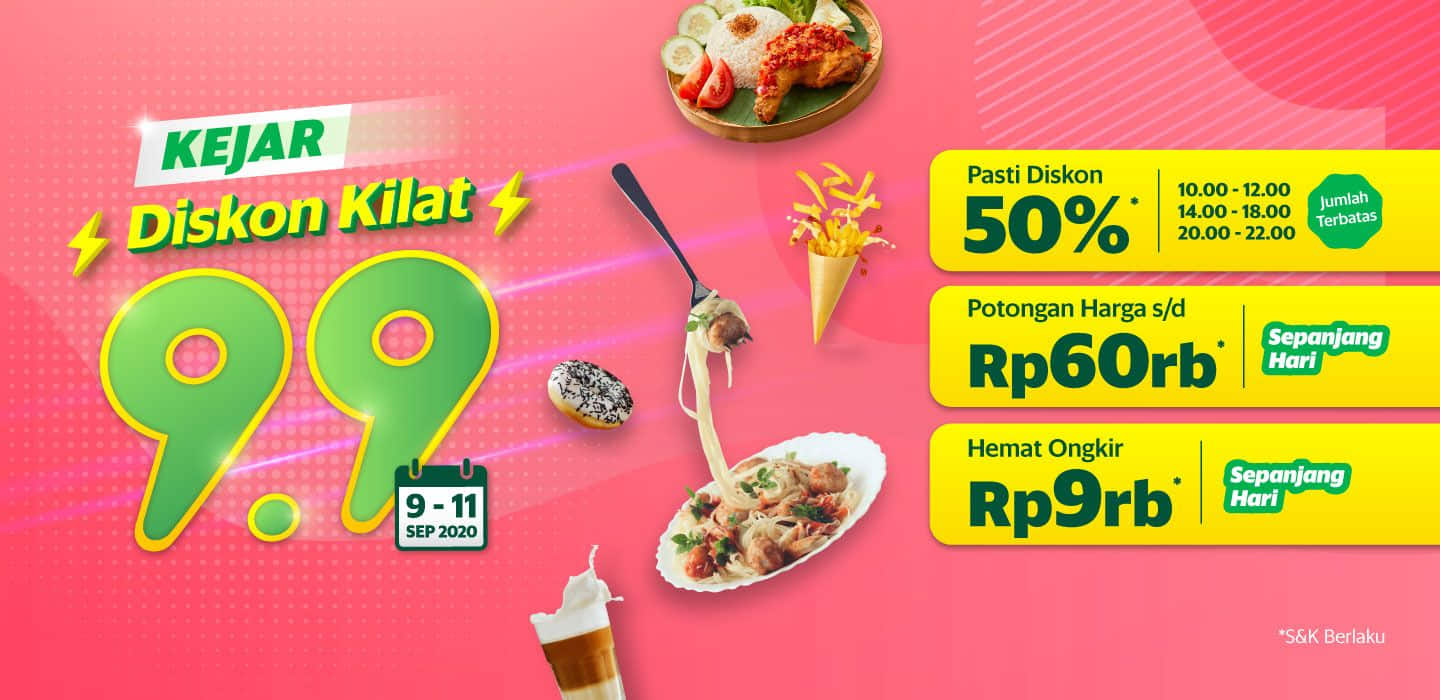 KEJAR
Diskon Kilat
9.9
9 - 11
SEP 2020
Pasti Diskon
50%*
10.00 - 12.00
14.00 - 18.00
20.00 - 22.00
Jumlah
Terbatas
Potongan Harga s/d
Rp60rb*
Sepanjang
Hari
Hemat Ongkir
Rp9rb*
Sepanjang
Hari
*S&K Berlaku